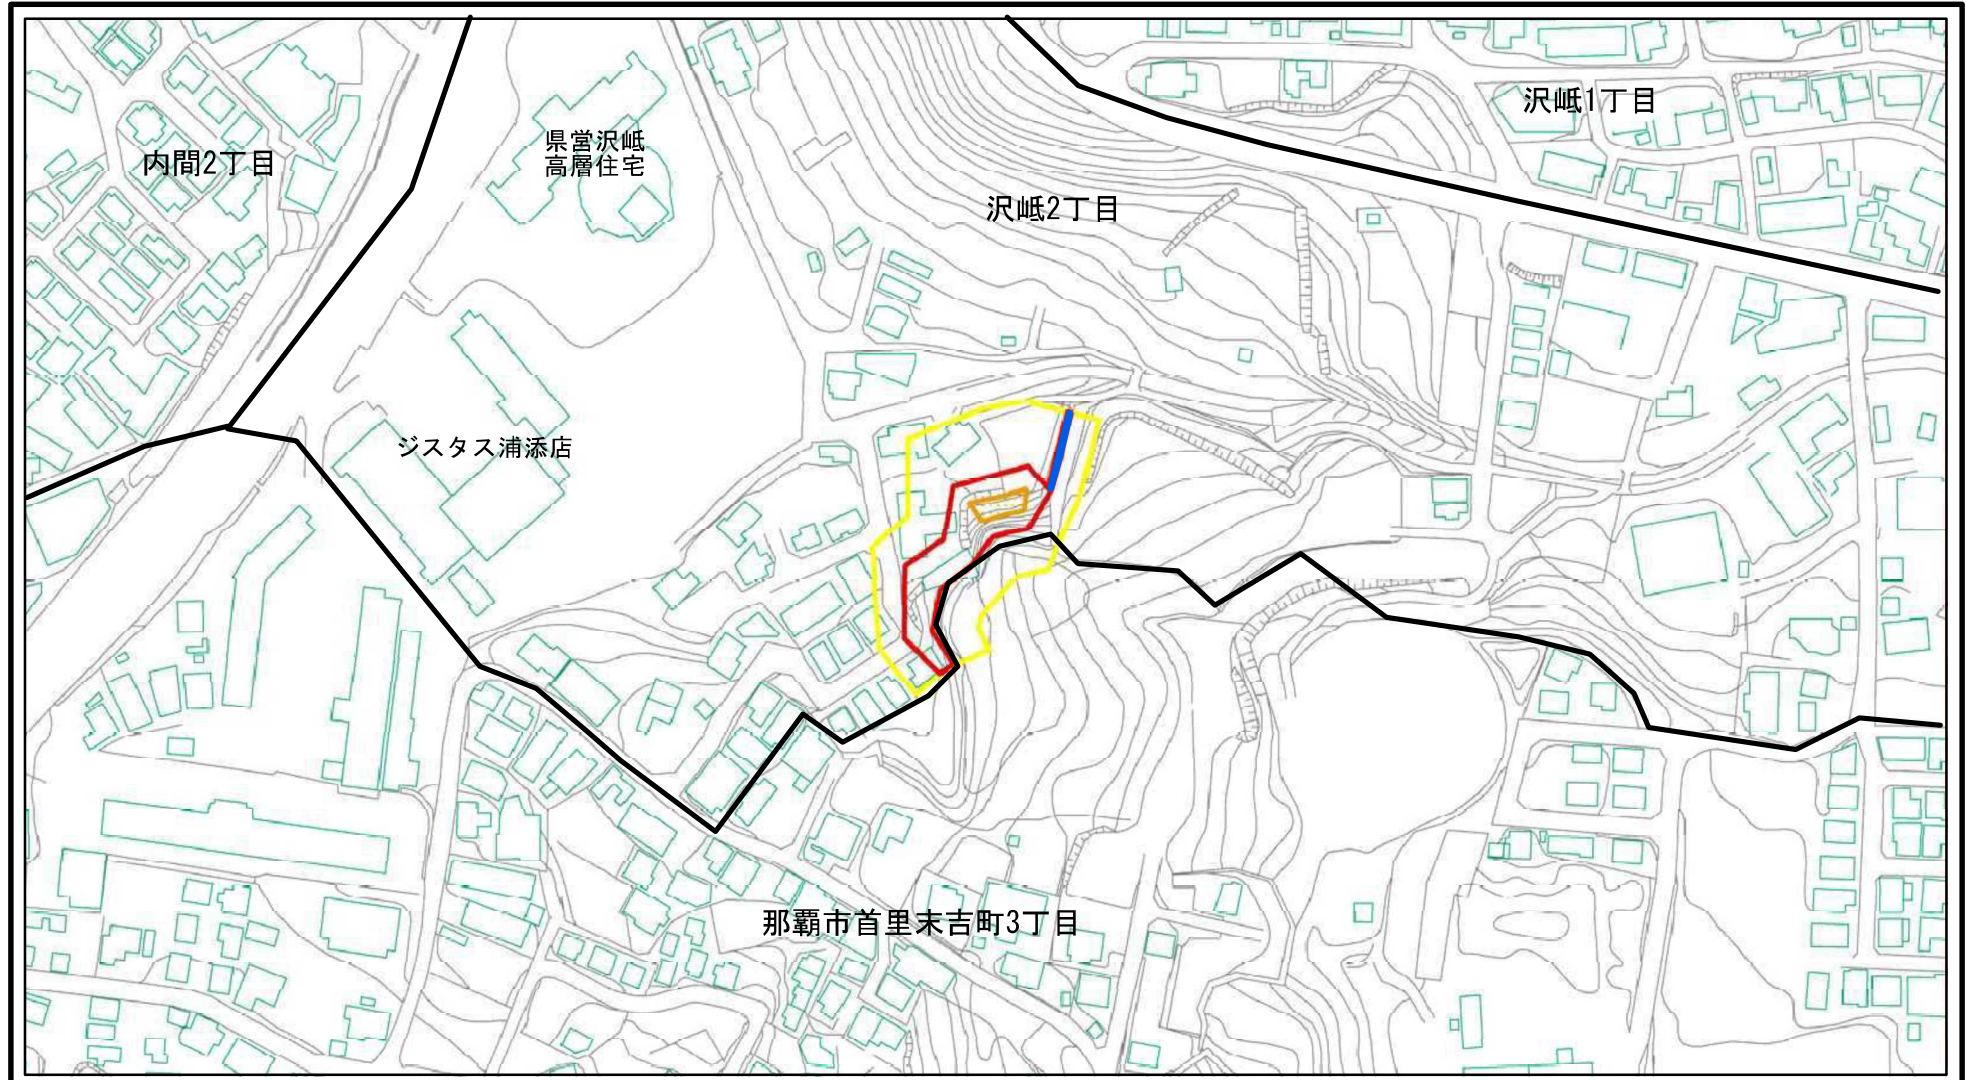 沢岻1丁目
県営沢岻
高層住宅
内間2丁目
沢岻2丁目
ジスタス浦添店
那覇市首里末吉町3丁目